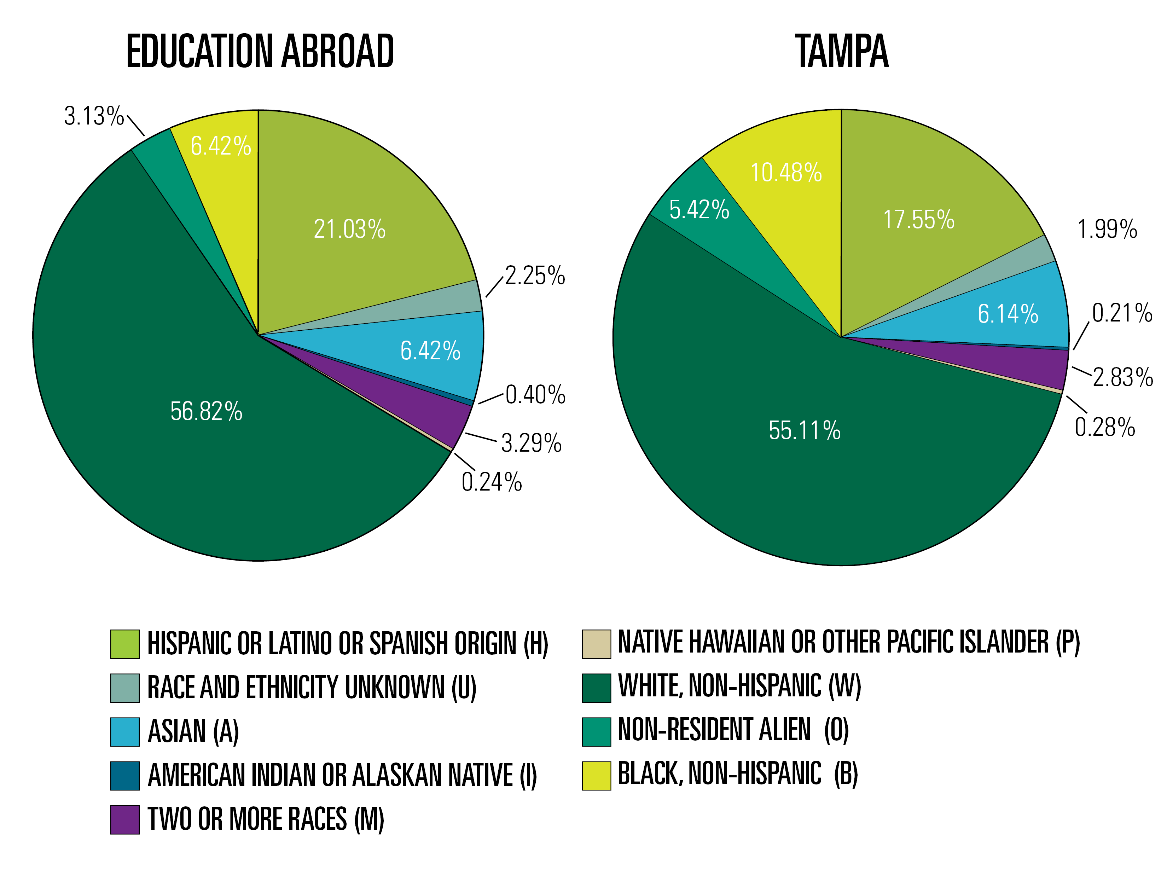 EDUCATION ABROAD
3.13%
6.42%
21.03%
2.25%
6.42%
0.40%
3.29%
0.24%
56.82%
TAMPA
10.48%
5.42%
17.55%
1.99%
6.14%
0.21%
2.83%
0.28%
55.11%
HISPANIC OR LATINO OR SPANISH ORIGIN (H)
RACE AND ETHNICITY UNKNOWN (U)
ASIAN (A)
AMERICAN INDIAN OR ALASKAN NATIVE (I)
TWO OR MORE RACES (M)
NATIVE HAWAIIAN OR OTHER PACIFIC ISLANDER (P)
WHITE, NON-HISPANIC (W)
NON-RESIDENT ALIEN (O)
BLACK, NON-HISPANIC (B)